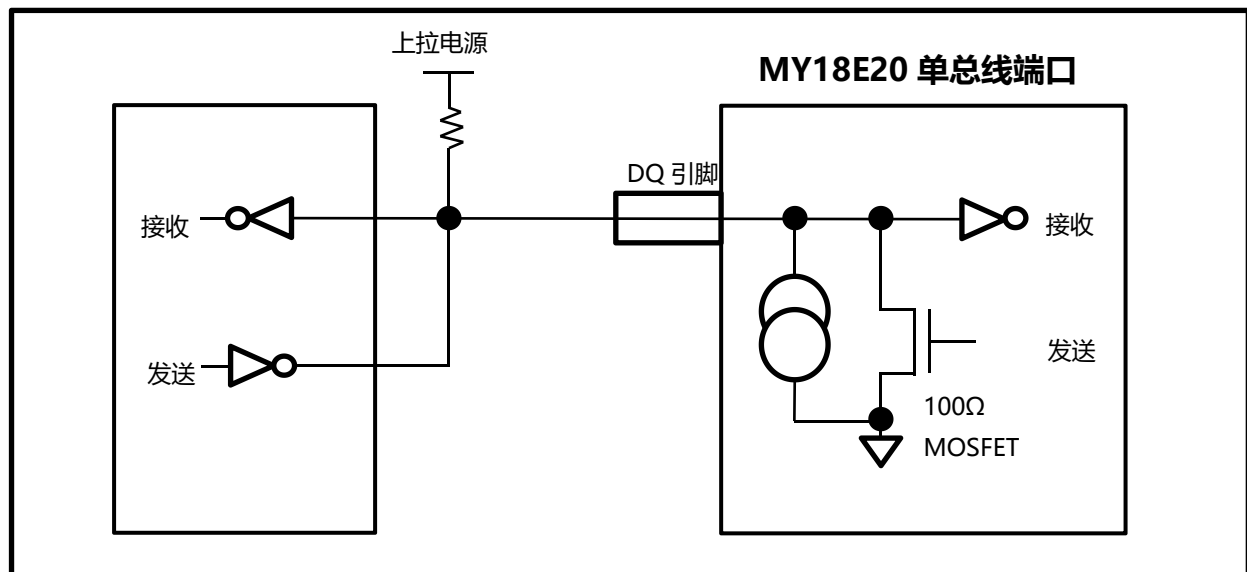 上拉电源
MY18E20 单总线端口
DQ 引脚
接收
接收
发送
发送
100Ω
MOSFET